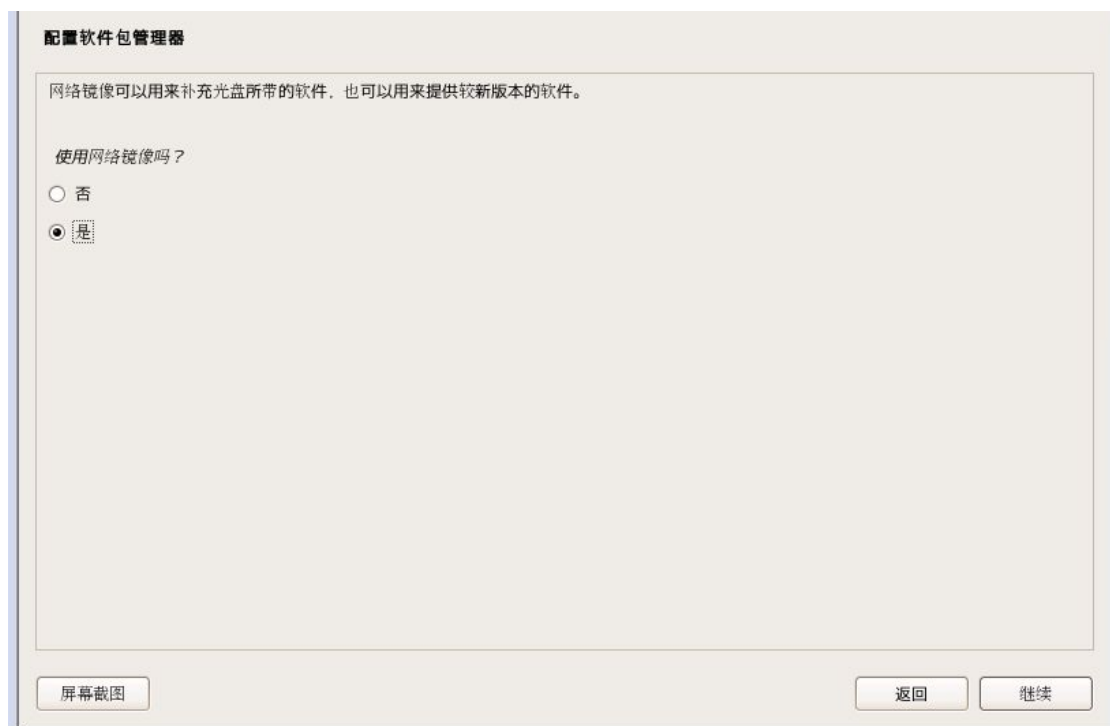 配置软件包管理器
网络镜像可以用来补充光盘所带的软件，也可以用来提供较新版本的软件。
使用网络镜像吗？
否
是
屏幕截图
返回
继续